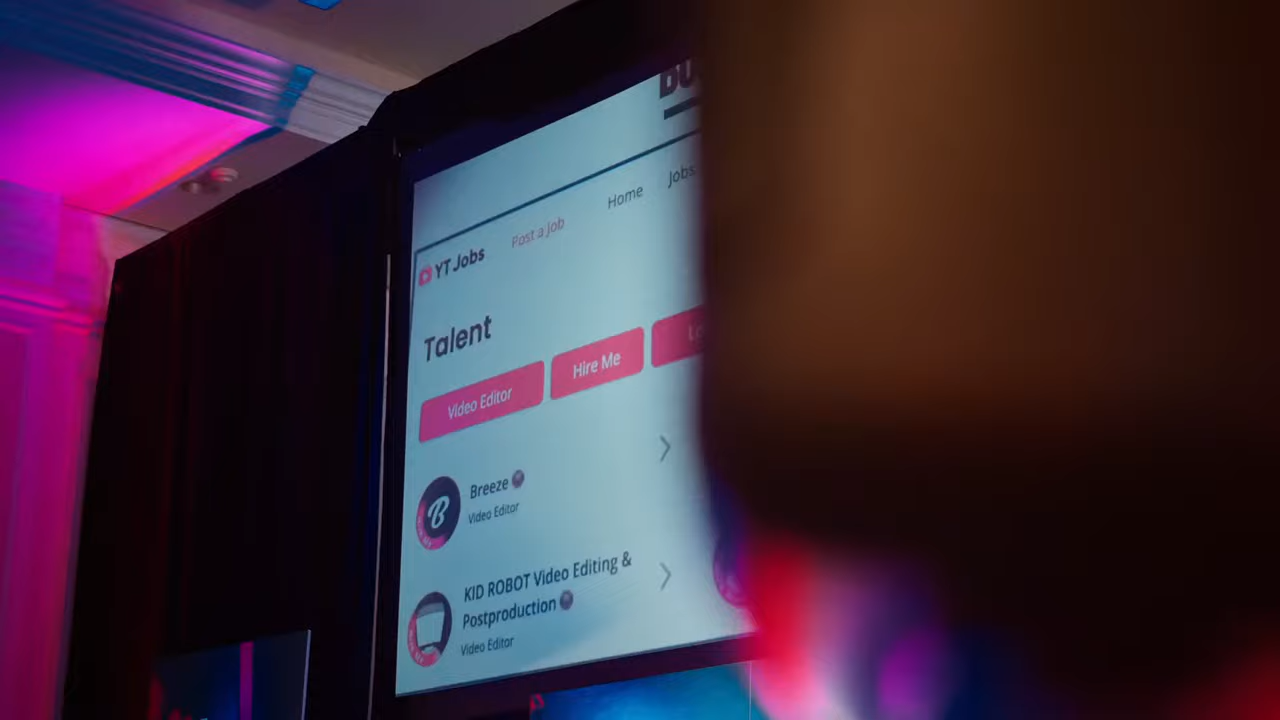 Home Jobs
YT Jobs Post a Job
Talent
Video Editor Hire Me
Breeze
Video Editor
KID ROBOT Video Editing &
Postproduction
Video Editor